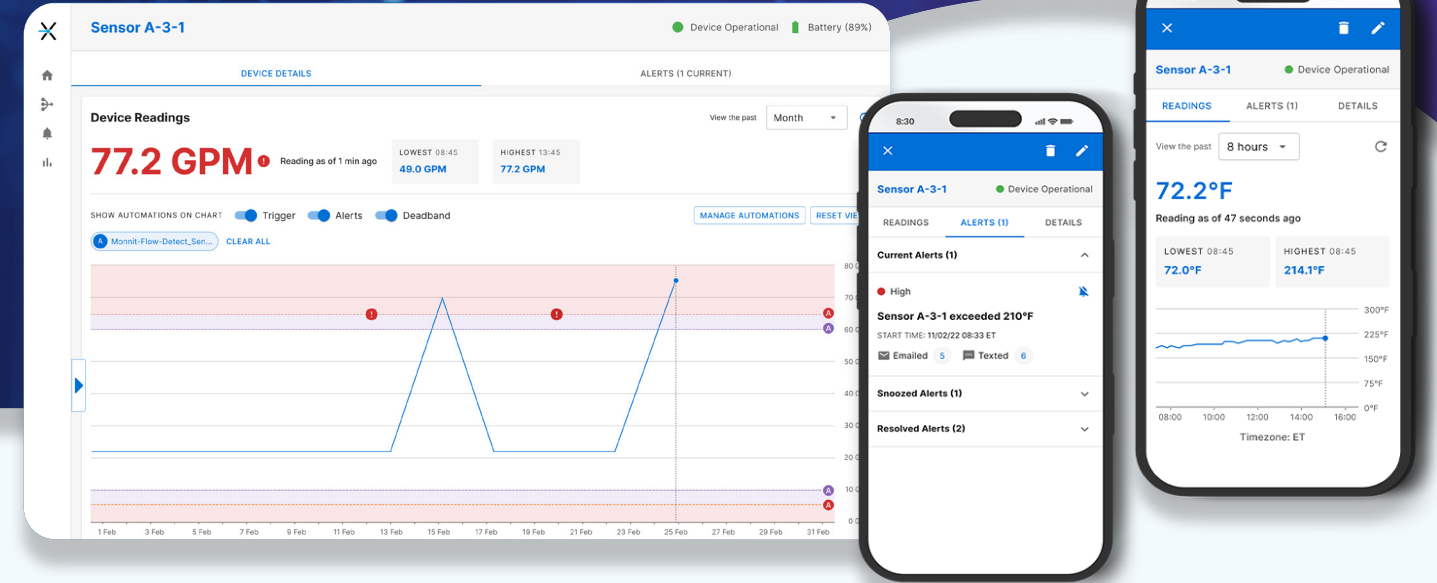 Sensor A-3-1
Device Operational
Battery (89%)
DEVICE DETAILS
ALERTS (1 CURRENT)
Device Readings
View the past
Month
77.2 GPM
Reading as of 1 min ago
LOWEST 08:45
49.0 GPM
HIGHEST 13:45
77.2 GPM
SHOW AUTOMATIONS ON CHART
Trigger
Alerts
Deadband
MANAGE AUTOMATIONS
RESET VIE
A
Monnit-Flow-Detect_Sen...
CLEAR ALL
80 G
70
60 G
50 G
40 G
30 G
20 G
10 G
0 G
A
A
A
A
1 Feb
3 Feb
5 Feb
7 Feb
9 Feb
11 Feb
13 Feb
15 Feb
17 Feb
19 Feb
21 Feb
23 Feb
25 Feb
27 Feb
29 Feb
31 Feb
8:30
Sensor A-3-1
Device Operational
READINGS
ALERTS (1)
DETAILS
Current Alerts (1)
High
Sensor A-3-1 exceeded 210°F
START TIME: 11/02/22 08:33 ET
Emailed 5
Texted 6
Snoozed Alerts (1)
Resolved Alerts (2)
Sensor A-3-1
Device Operational
READINGS
ALERTS (1)
DETAILS
View the past
8 hours
72.2°F
Reading as of 47 seconds ago
LOWEST 08:45
72.0°F
HIGHEST 08:45
214.1°F
300°F
225°F
150°F
75°F
0°F
08:00
10:00
12:00
14:00
16:00
Timezone: ET